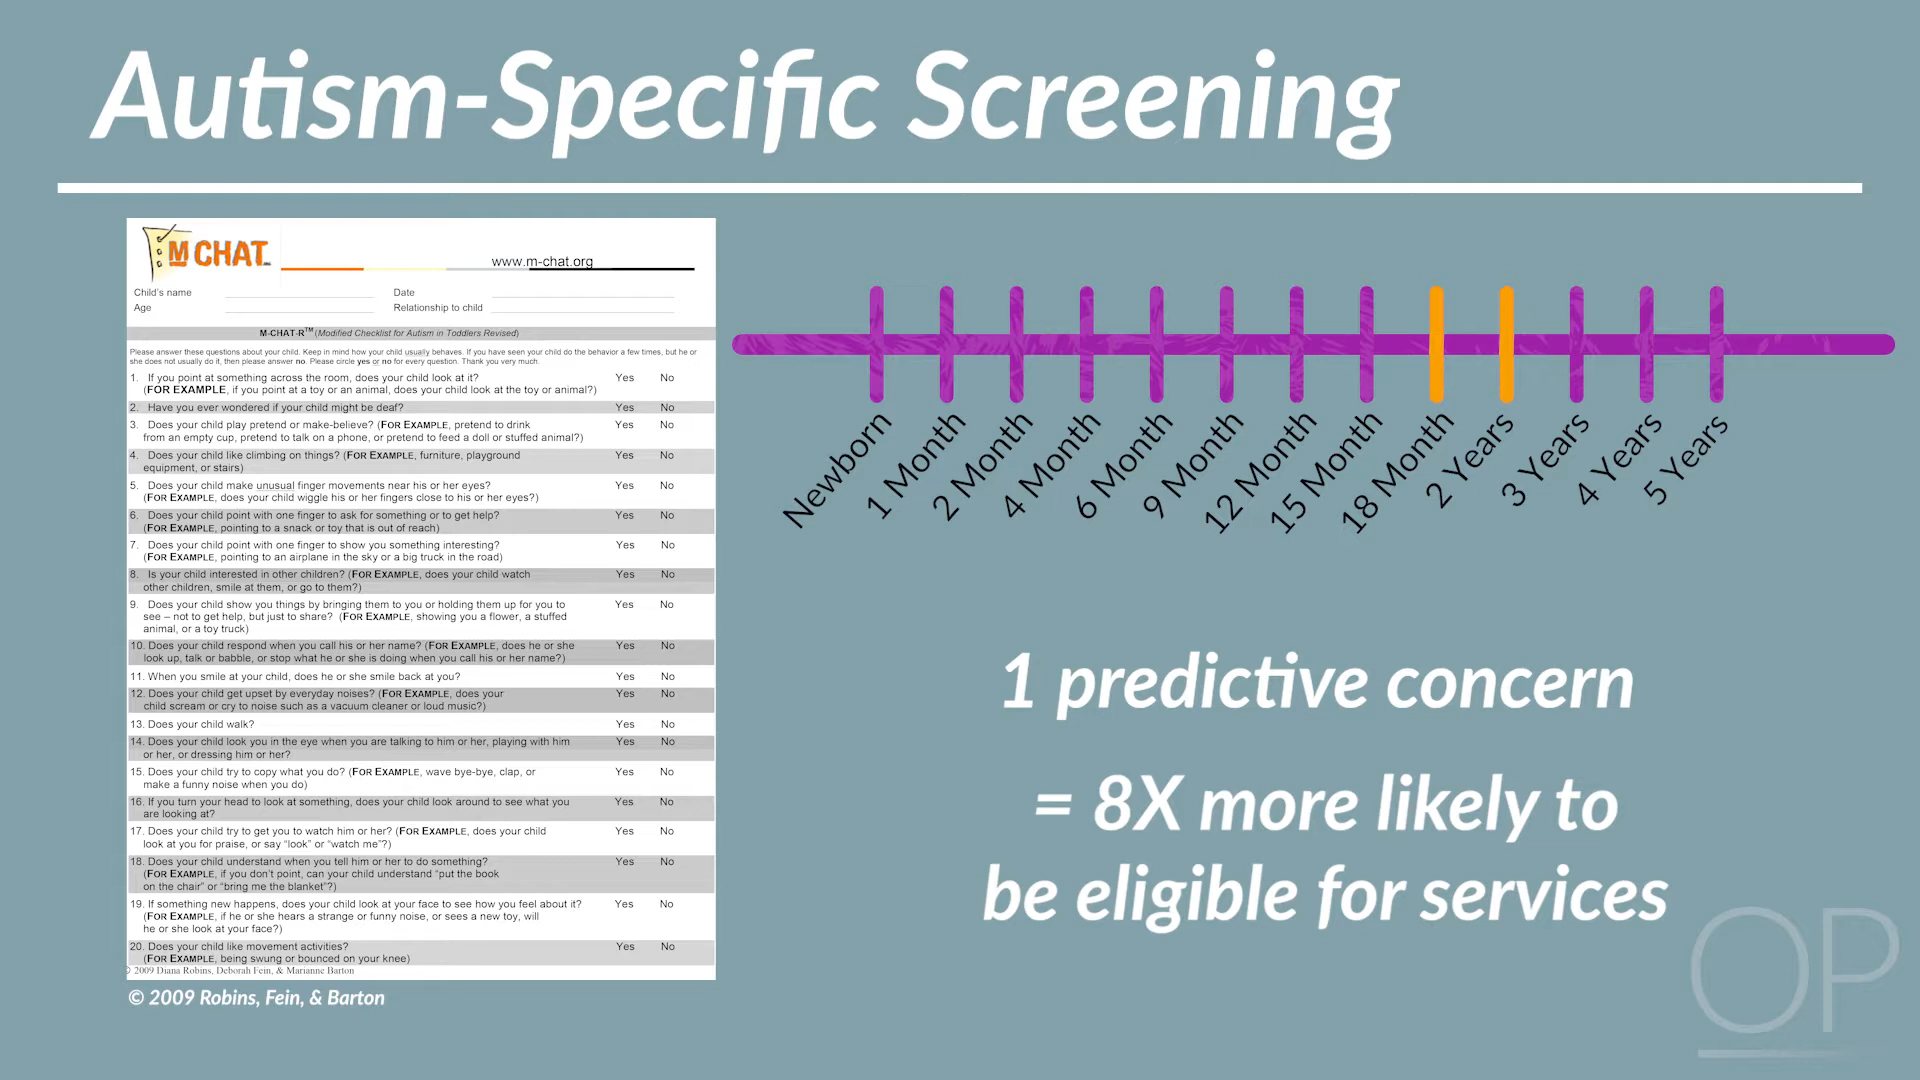 Autism-Specific Screening
M CHAT
www.m-chat.org
Child's name Date
Age Relationship to child
M-CHAT-R™ (Modified Checklist for Autism in Toddlers Revised)
Please answer these questions about your child. Keep in mind how your child usually behaves. If you have seen your child do the behavior a few times, but he or
she does not usually do it, then please answer no. Please circle yes or no for every question. Thank you very much.
1. If you point at something across the room, does your child look at it? Yes No
(FOR EXAMPLE, if you point at a toy or an animal, does your child look at the toy or animal?)
2. Have you ever wondered if your child might be deaf? Yes No
3. Does your child play pretend or make-believe? (FOR EXAMPLE, pretend to drink Yes No
from an empty cup, pretend to talk on a phone, or pretend to feed a doll or stuffed animal?)
4. Does your child like climbing on things? (FOR EXAMPLE, furniture, playground Yes No
equipment, or stairs)
5. Does your child make unusual finger movements near his or her eyes? Yes No
(FOR EXAMPLE, does your child wiggle his or her fingers close to his or her eyes?)
6. Does your child point with one finger to ask for something or to get help? Yes No
(FOR EXAMPLE, pointing to a snack or toy that is out of reach)
7. Does your child point with one finger to show you something interesting? Yes No
(FOR EXAMPLE, pointing to an airplane in the sky or a big truck in the road)
8. Is your child interested in other children? (FOR EXAMPLE, does your child watch Yes No
other children, smile at them, or go to them?)
9. Does your child show you things by bringing them to you or holding them up for you to Yes No
see – not to get help, but just to share? (FOR EXAMPLE, showing you a flower, a stuffed
animal, or a toy truck)
10. Does your child respond when you call his or her name? (FOR EXAMPLE, does he or she Yes No
look up, talk or babble, or stop what he or she is doing when you call his or her name?)
11. When you smile at your child, does he or she smile back at you? Yes No
12. Does your child get upset by everyday noises? (FOR EXAMPLE, does your Yes No
child scream or cry to noise such as a vacuum cleaner or loud music?)
13. Does your child walk? Yes No
14. Does your child look you in the eye when you are talking to him or her, playing with him Yes No
or her, or dressing him or her?
15. Does your child try to copy what you do? (FOR EXAMPLE, wave bye-bye, clap, or Yes No
make a funny noise when you do)
16. If you turn your head to look at something, does your child look around to see what you Yes No
are looking at?
17. Does your child try to get you to watch him or her? (FOR EXAMPLE, does your child Yes No
look at you for praise, or say “look” or “watch me”?)
18. Does your child understand when you tell him or her to do something? Yes No
(FOR EXAMPLE, if you don’t point, can your child understand “put the book
on the chair” or “bring me the blanket”?)
19. If something new happens, does your child look at your face to see how you feel about it? Yes No
(FOR EXAMPLE, if he or she hears a strange or funny noise, or sees a new toy, will
he or she look at your face?)
20. Does your child like movement activities? Yes No
(FOR EXAMPLE, being swung or bounced on your knee)
© 2009 Diana Robins, Deborah Fein, & Marianne Barton
© 2009 Robins, Fein, & Barton
Newborn
1 Month
2 Month
4 Month
6 Month
9 Month
12 Month
15 Month
18 Month
2 Years
3 Years
4 Years
5 Years
1 predictive concern
= 8X more likely to
be eligible for services
OP